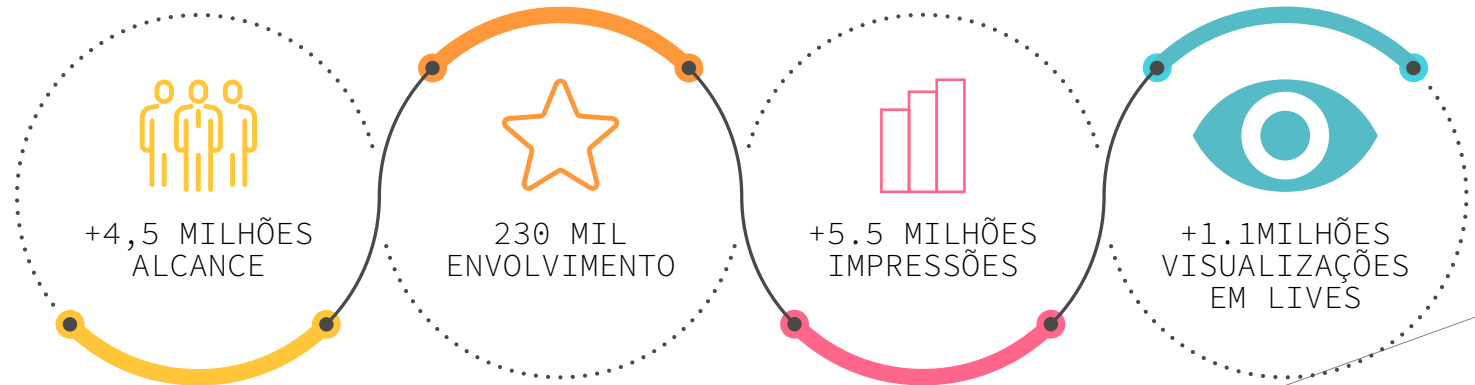 +4,5 MILHÕES
ALCANCE
230 MIL
ENVOLVIMENTO
+5.5 MILHÕES
IMPRESSÕES
+1.1MILHÕES
VISUALIZAÇÕES
EM LIVES